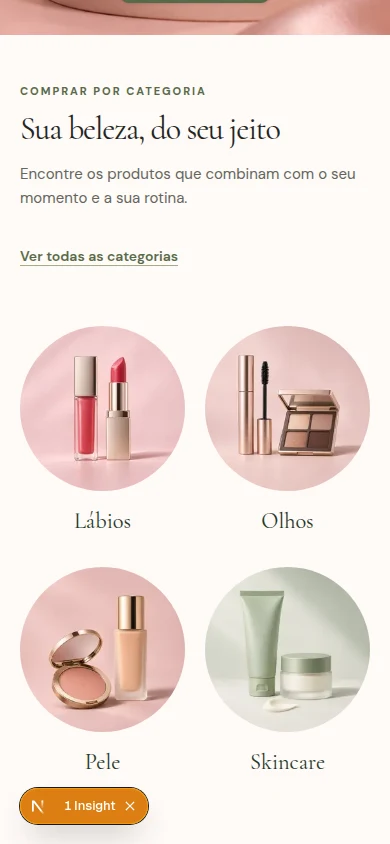 COMPRAR POR CATEGORIA
Sua beleza, do seu jeito
Encontre os produtos que combinam com o seu
momento e a sua rotina.
Ver todas as categorias
Lábios
Olhos
Pele
Skincare
N 1 Insight ×